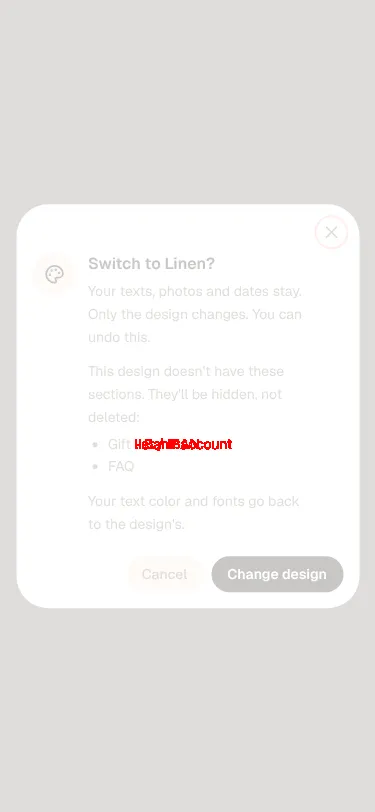 Switch to Linen?
Your texts, photos and dates stay.
Only the design changes. You can
undo this.
This design doesn't have these
sections. They'll be hidden, not
deleted:
• Gift account
• FAQ
Your text color and fonts go back
to the design's.
Cancel
Change design